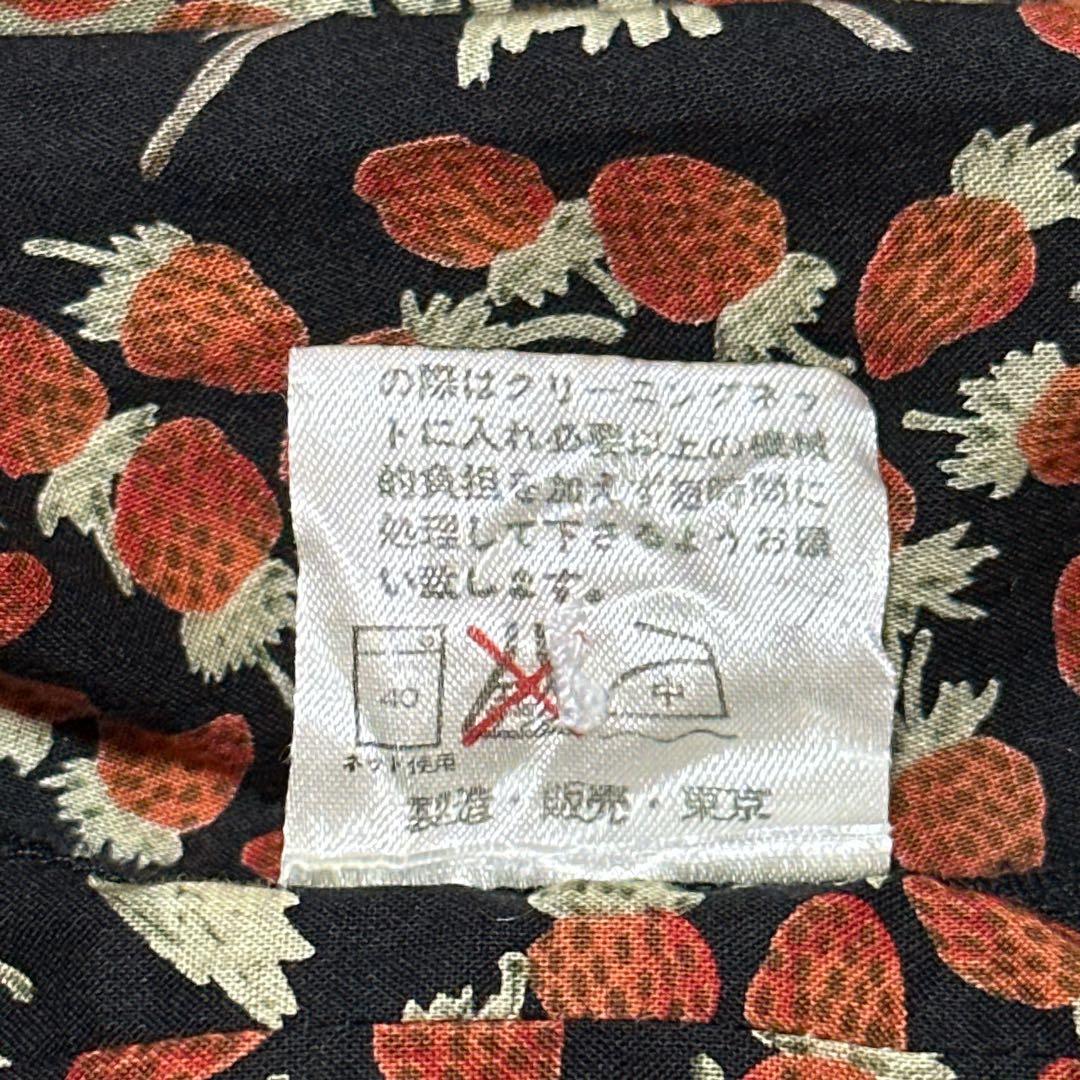 の際はクリーニングネッ
トに入れ必要以上の機械
的負担を加えず短時間に
処理して下さるようお願
い致します。
40
中
ネット使用
製造・販売・東京